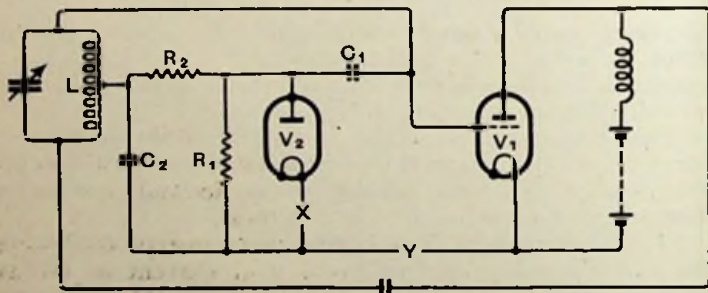 R₂
C₁
L
C₂
R₁
V₂
V₁
X
Y